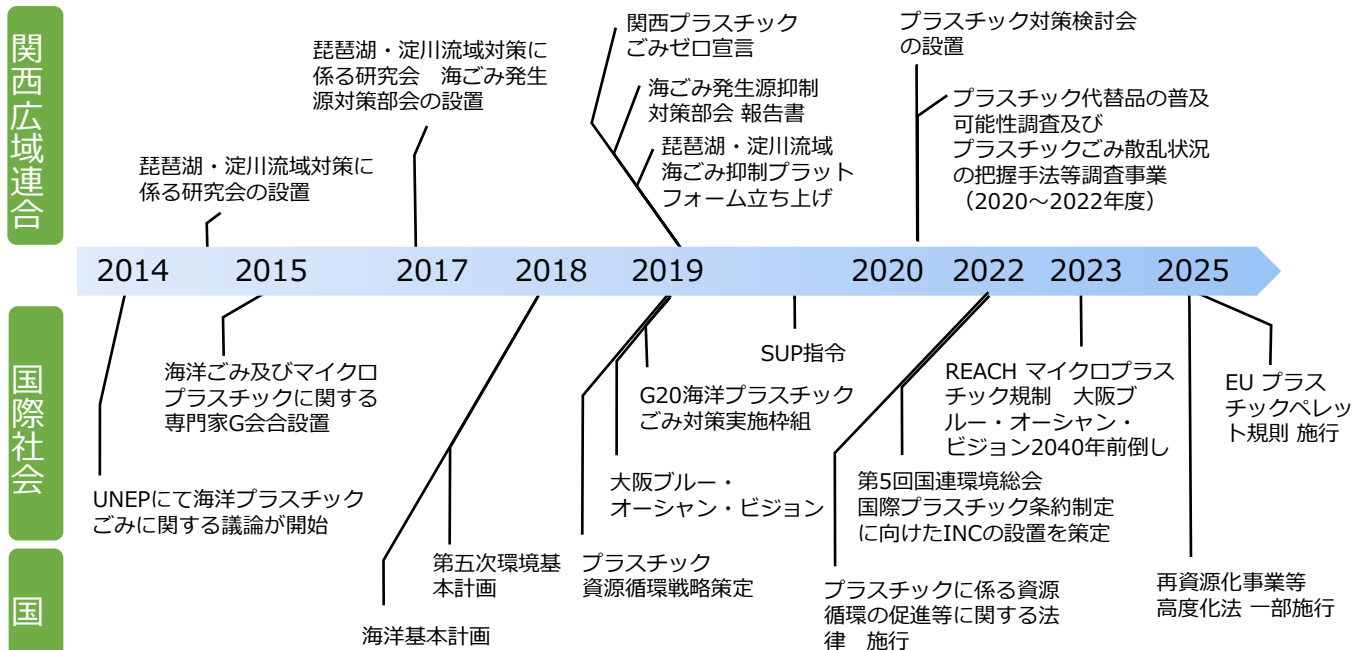 関西広域連合
琵琶湖・淀川流域対策に
係る研究会の設置
琵琶湖・淀川流域対策に
係る研究会　海ごみ発生
源対策部会の設置
関西プラスチック
ごみゼロ宣言
海ごみ発生源抑制
対策部会 報告書
琵琶湖・淀川流域
海ごみ抑制プラット
フォーム立ち上げ
プラスチック対策検討会
の設置
プラスチック代替品の普及
可能性調査及び
プラスチックごみ散乱状況
の把握手法等調査事業
（2020～2022年度）
2014 2015 2017 2018 2019 2020 2022 2023 2025
国際社会
UNEPにて海洋プラスチック
ごみに関する議論が開始
海洋ごみ及びマイクロ
プラスチックに関する
専門家G会合設置
G20海洋プラスチック
ごみ対策実施枠組
大阪ブルー・
オーシャン・ビジョン
SUP指令
第5回国連環境総会
国際プラスチック条約制定
に向けたINCの設置を策定
REACH マイクロプラス
チック規制　大阪ブ
ルー・オーシャン・
ビジョン2040年前倒し
EU プラス
チックペレッ
ト規則 施行
国
海洋基本計画
第五次環境基
本計画
プラスチック
資源循環戦略策定
プラスチックに係る資源
循環の促進等に関する法
律　施行
再資源化事業等
高度化法 一部施行